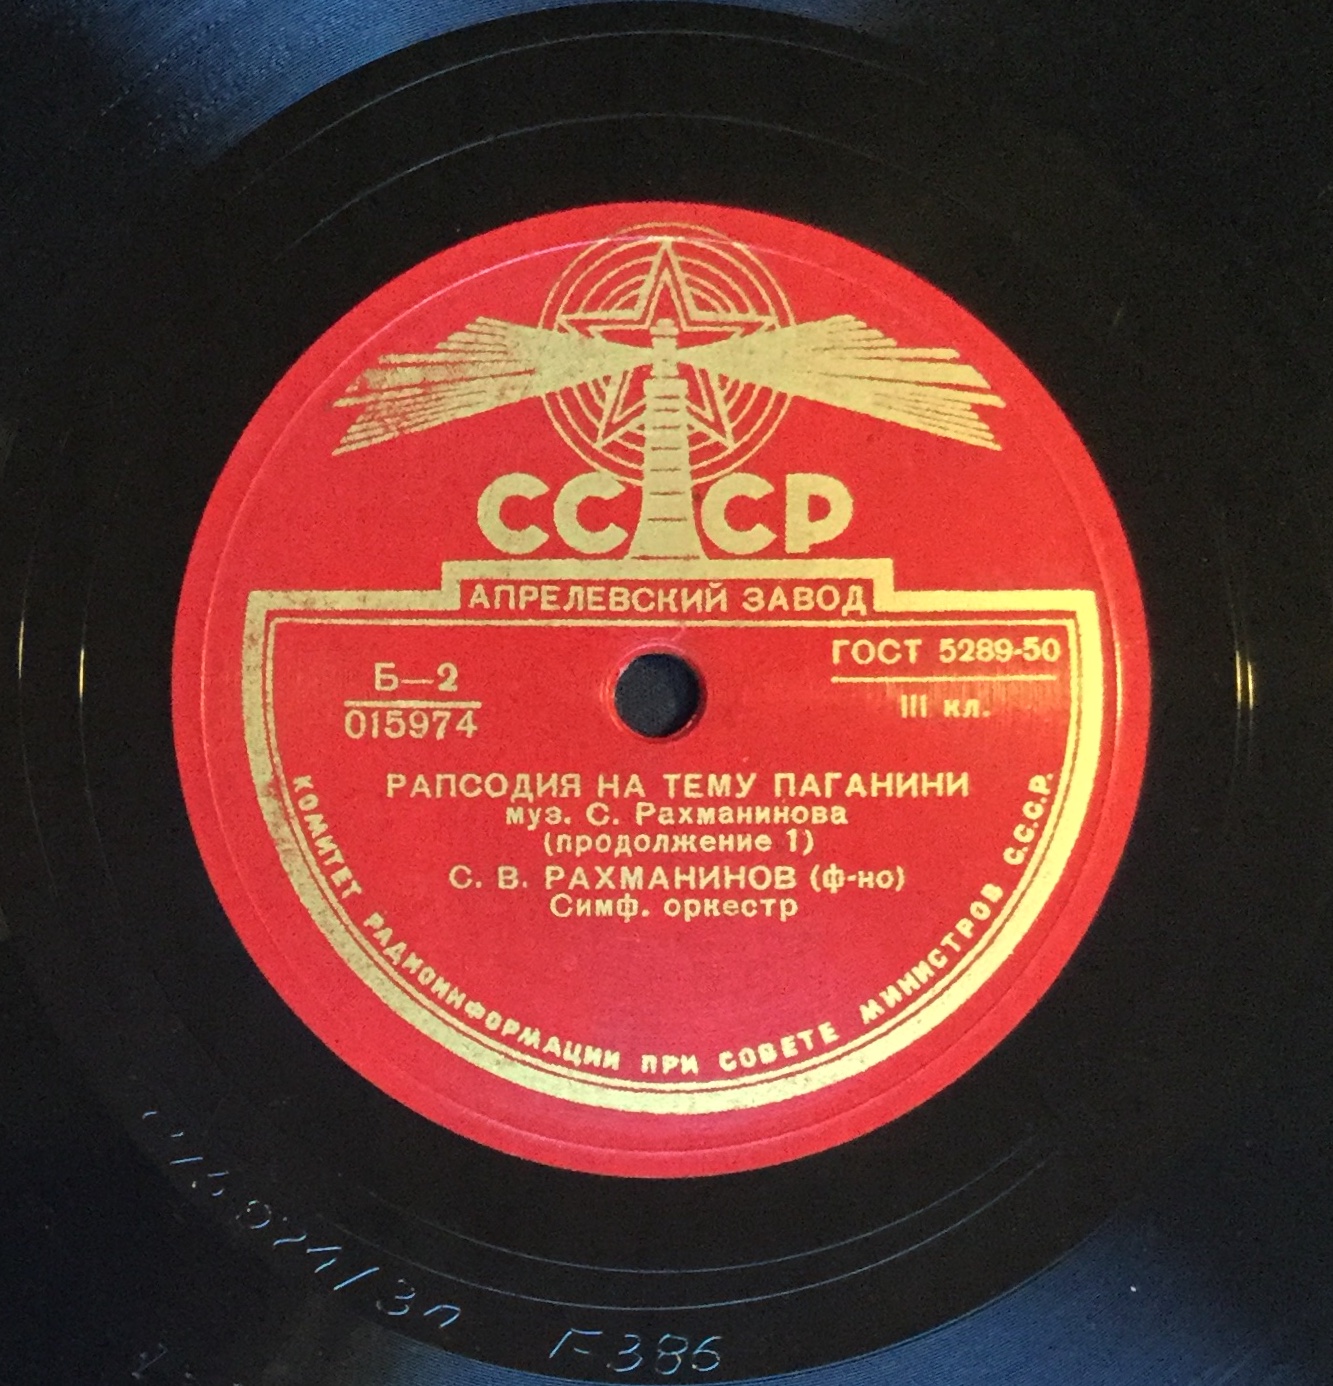 СССР
АПРЕЛЕВСКИЙ ЗАВОД
ГОСТ 5289-50
III кл.
Б—2
015974
РАПСОДИЯ НА ТЕМУ ПАГАНИНИ
муз. С. Рахманинова
(продолжение 1)
С. В. РАХМАНИНОВ (ф-но)
Симф. оркестр
КОМИТЕТ РАДИОИНФОРМАЦИИ ПРИ СОВЕТЕ МИНИСТРОВ С.С.С.Р.
Г-386